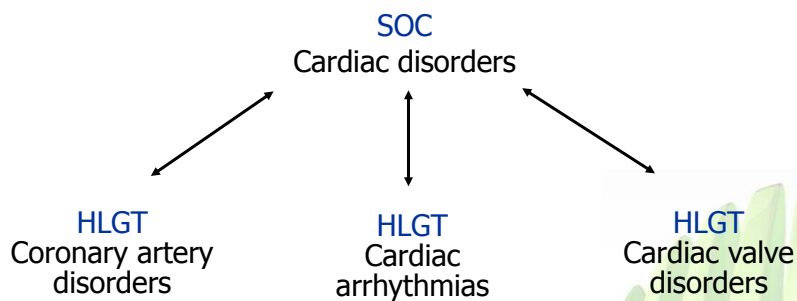 SOC
Cardiac disorders
HLGT
Coronary artery
disorders
HLGT
Cardiac
arrhythmias
HLGT
Cardiac valve
disorders